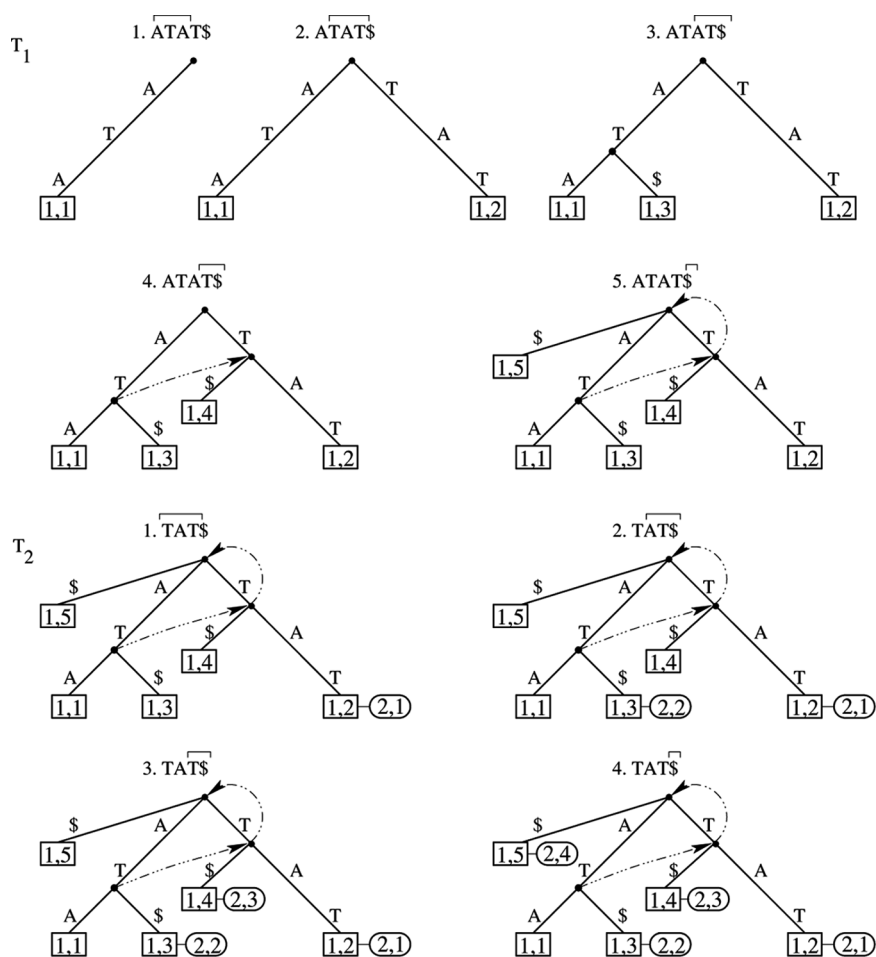 T1
1. ATAT$ 2. ATAT$ 3. ATAT$
A A T A T
T T A T A
A A T A $ T
1,1 1,1 1,2 1,1 1,3 1,2
4. ATAT$ 5. ATAT$
A T $ A T
1,5
T $ A T $ A
1,4 1,4
A $ T A $ T
1,1 1,3 1,2 1,1 1,3 1,2
T2
1. TAT$ 2. TAT$
$ A T $ A T
1,5 1,5
T $ A T $ A
1,4 1,4
A $ T A $ T
1,1 1,3 1,2 2,1 1,1 1,3 2,2 1,2 2,1
3. TAT$ 4. TAT$
$ A T $ A T
1,5 1,5 2,4
T $ A T $ A
1,4 2,3 1,4 2,3
A $ T A $ T
1,1 1,3 2,2 1,2 2,1 1,1 1,3 2,2 1,2 2,1